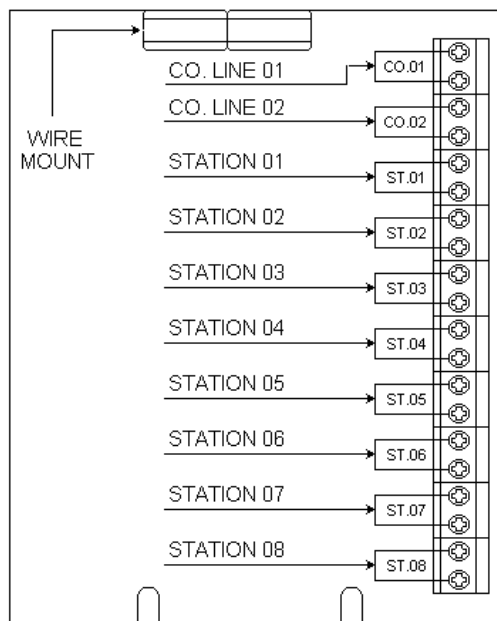 CO. LINE 01
CO.01
CO. LINE 02
CO.02
WIRE
MOUNT
STATION 01
ST.01
STATION 02
ST.02
STATION 03
ST.03
STATION 04
ST.04
STATION 05
ST.05
STATION 06
ST.06
STATION 07
ST.07
STATION 08
ST.08